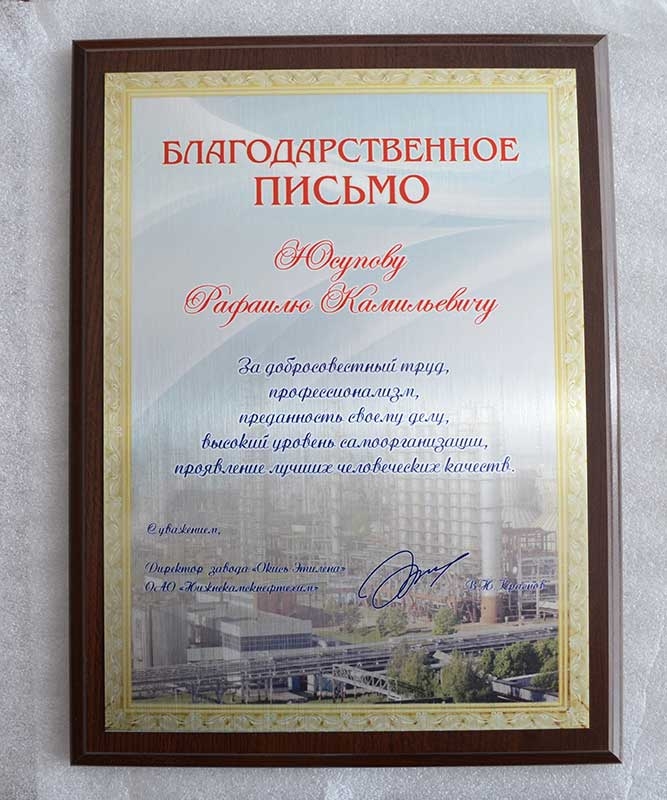 БЛАГОДАРСТВЕННОЕ
ПИСЬМО
Юсупову
Рафаилю Камильевичу
За добросовестный труд,
профессионализм,
преданность своему делу,
высокий уровень самоорганизации,
проявление лучших человеческих качеств.
С уважением,
Директор завода «Окись Этилена»
ОАО «Нижнекамскнефтехим»
В.Н.